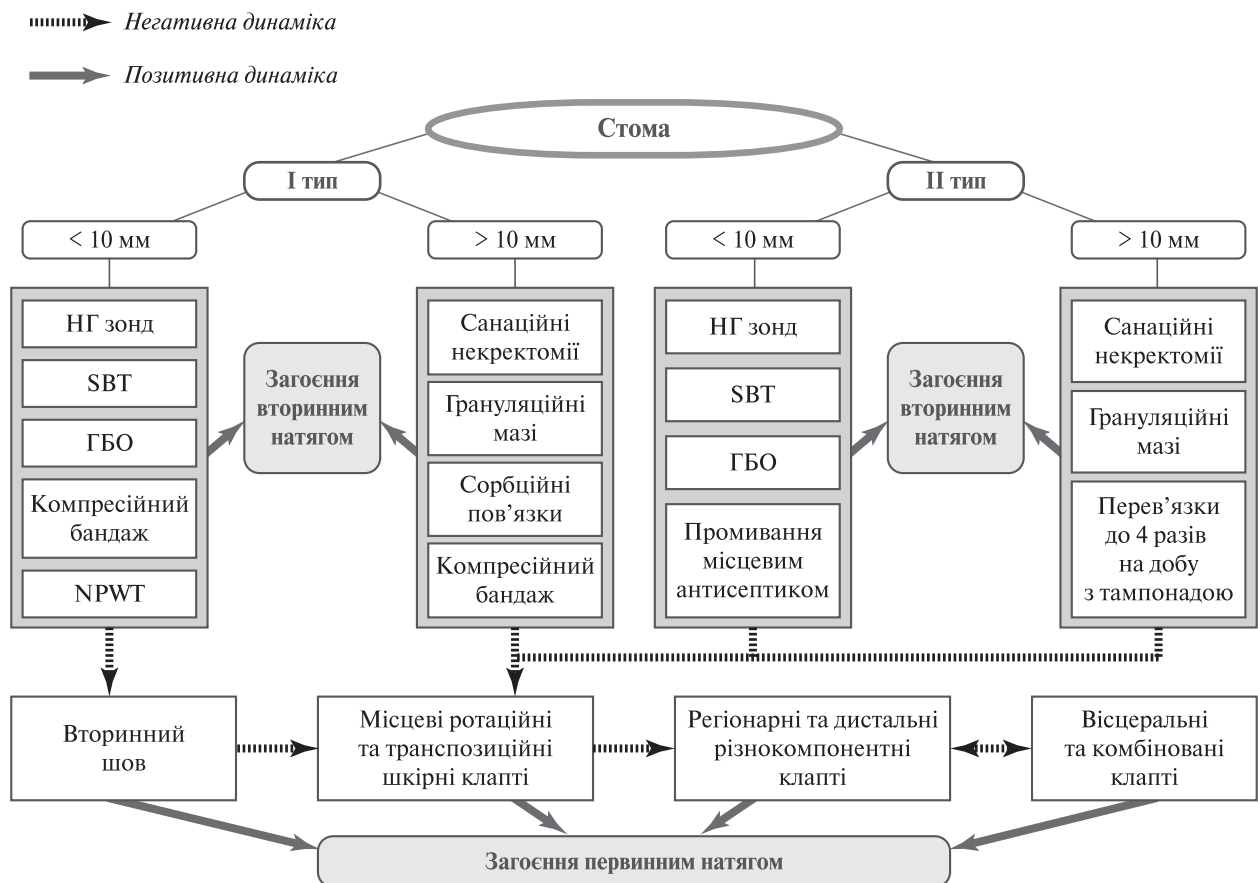 Негативна динаміка
Позитивна динаміка
Стома
I тип
II тип
< 10 мм
> 10 мм
< 10 мм
> 10 мм
НГ зонд
SBT
ГБО
Компресійний
бандаж
NPWT
Загоєння
вторинним
натягом
Санаційні
некректомії
Грануляційні
мазі
Сорбційні
пов’язки
Компресійний
бандаж
НГ зонд
SBT
ГБО
Промивання
місцевим
антисептиком
Загоєння
вторинним
натягом
Санаційні
некректомії
Грануляційні
мазі
Перев’язки
до 4 разів
на добу
з тампонадою
Вторинний
шов
Місцеві ротаційні
та транспозиційні
шкірні клапті
Регіонарні та дистальні
різнокомпонентні
клапті
Вісцеральні
та комбіновані
клапті
Загоєння первинним натягом